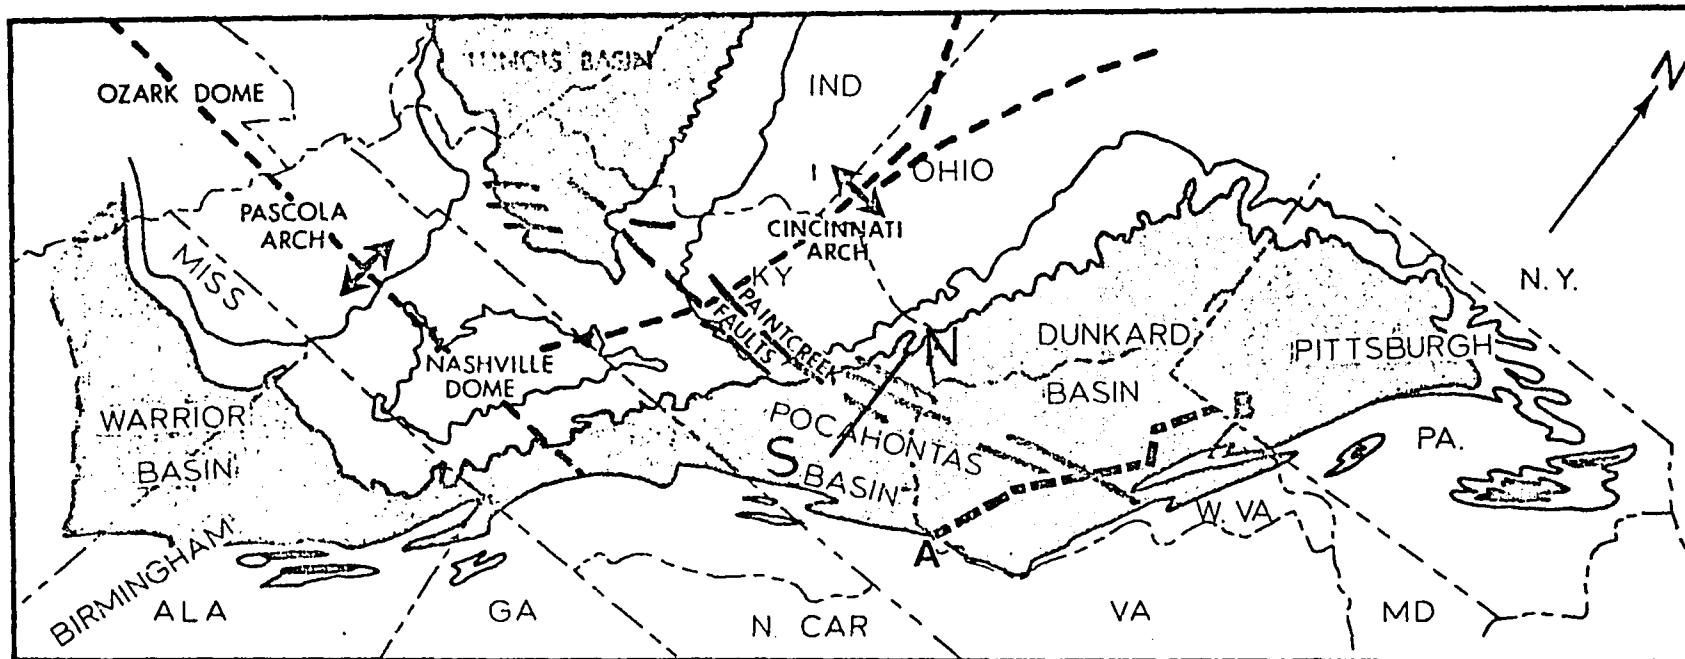 ILLINOIS BASIN
IND
N
OZARK DOME
OHIO
PASCOLA
ARCH
CINCINNATI
ARCH
MISS
KY
N.Y.
PAINTCREEK
FAULTS
N
DUNKARD
BASIN
PITTSBURGH
NASHVILLE
DOME
WARRIOR
BASIN
POCAHONTAS
BASIN
S
B
PA.
W. VA
A
BIRMINGHAM
ALA
GA
N. CAR
VA
MD